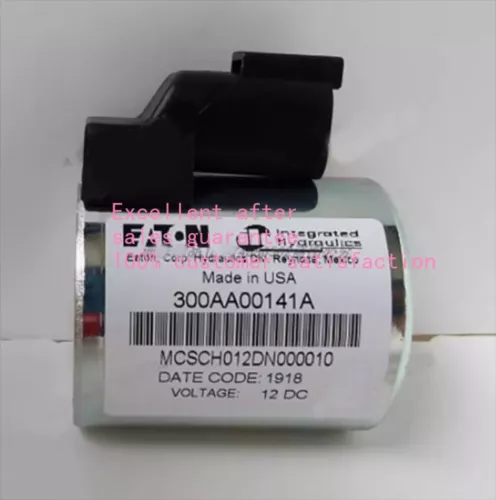 Excellent after
sales guarantee
100% customer satisfaction
EATON
Integrated
Hydraulics
Eaton Corp. Hydraulics Div. Reynosa, Mexico
Made in USA
300AA00141A
MCSCH012DN000010
DATE CODE: 1918
VOLTAGE: 12 DC